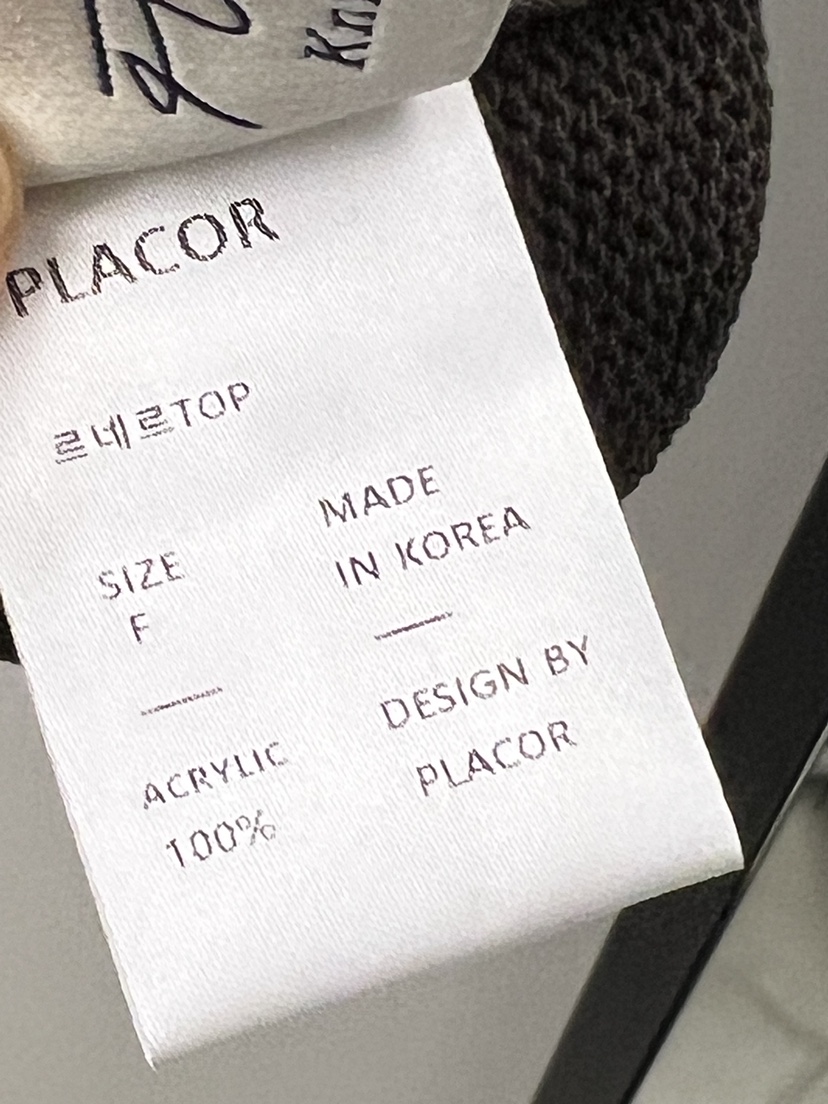 PLACOR
르네르TOP
SIZE
F
ACRYLIC
100%
MADE
IN KOREA
DESIGN BY
PLACOR